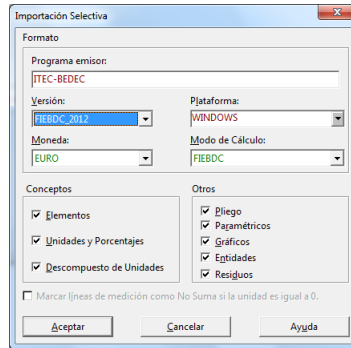 Importación Selectiva
Formato
Programa emisor:
ITEC-BEDEC
Versión: Plataforma:
FIEBDC_2012 WINDOWS
Moneda: Modo de Cálculo:
EURO FIEBDC
Conceptos Otros
Elementos
Unidades y Porcentajes
Descompuesto de Unidades
Pliego
Paramétricos
Gráficos
Entidades
Residuos
Marcar líneas de medición como No Suma si la unidad es igual a 0.
Aceptar Cancelar Ayuda